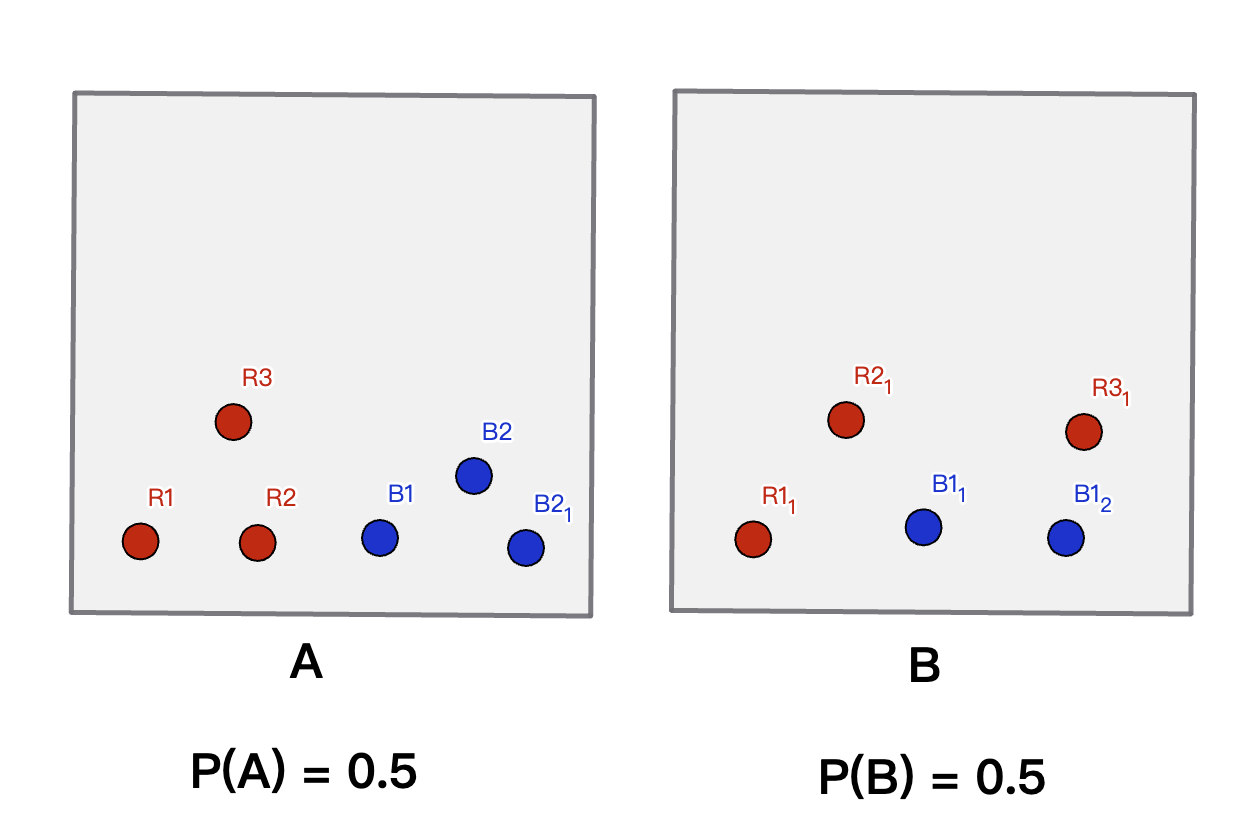 R3
B2
R1
R2
B1
B2₁
A
P(A) = 0.5
R2₁
R3₁
R1₁
B1₁
B1₂
B
P(B) = 0.5